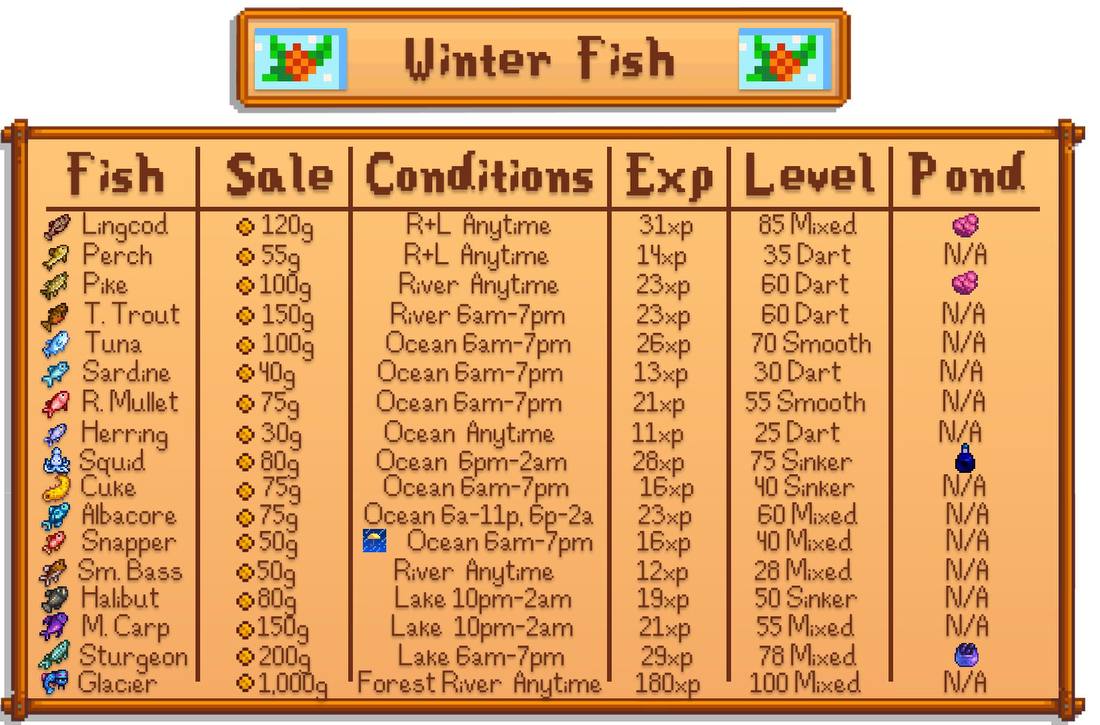 Winter Fish
Fish Sale Conditions Exp Level Pond
Lingcod 120g R+L Anytime 31xp 85 Mixed
Perch 55g R+L Anytime 14xp 35 Dart N/A
Pike 100g River Anytime 23xp 60 Dart
T. Trout 150g River 6am-7pm 23xp 60 Dart N/A
Tuna 100g Ocean 6am-7pm 26xp 70 Smooth N/A
Sardine 40g Ocean 6am-7pm 13xp 30 Dart N/A
R. Mullet 75g Ocean 6am-7pm 21xp 55 Smooth N/A
Herring 30g Ocean Anytime 11xp 25 Dart N/A
Squid 80g Ocean 6pm-2am 28xp 75 Sinker
Cuke 75g Ocean 6am-7pm 16xp 40 Sinker N/A
Albacore 75g Ocean 6a-11p, 6p-2a 23xp 60 Mixed N/A
Snapper 50g Ocean 6am-7pm 16xp 40 Mixed N/A
Sm. Bass 50g River Anytime 12xp 28 Mixed N/A
Halibut 80g Lake 10pm-2am 19xp 50 Sinker N/A
M. Carp 150g Lake 10pm-2am 21xp 55 Mixed N/A
Sturgeon 200g Lake 6am-7pm 29xp 78 Mixed
Glacier 1,000g Forest River Anytime 180xp 100 Mixed N/A